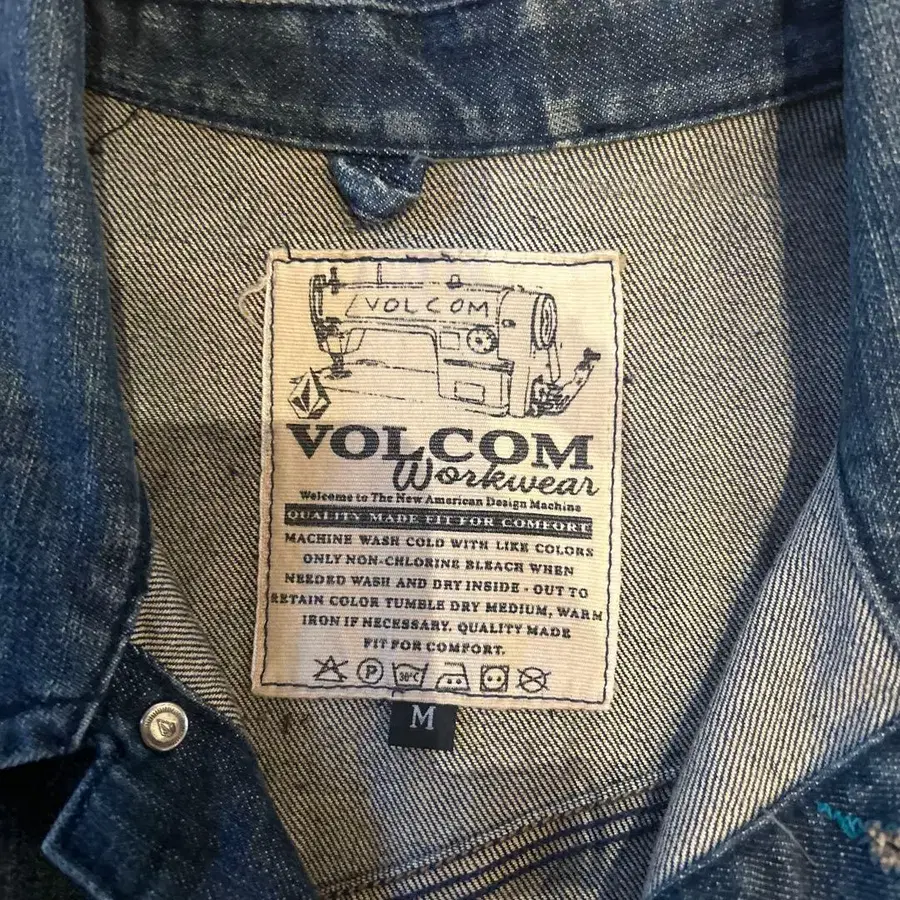 VOLCOM
VOLCOM
Workwear
Welcome to The New American Design Machine
QUALITY MADE FIT FOR COMFORT
MACHINE WASH COLD WITH LIKE COLORS
ONLY NON-CHLORINE BLEACH WHEN
NEEDED WASH AND DRY INSIDE - OUT TO
RETAIN COLOR TUMBLE DRY MEDIUM, WARM
IRON IF NECESSARY. QUALITY MADE
FIT FOR COMFORT.
P 30°C
M